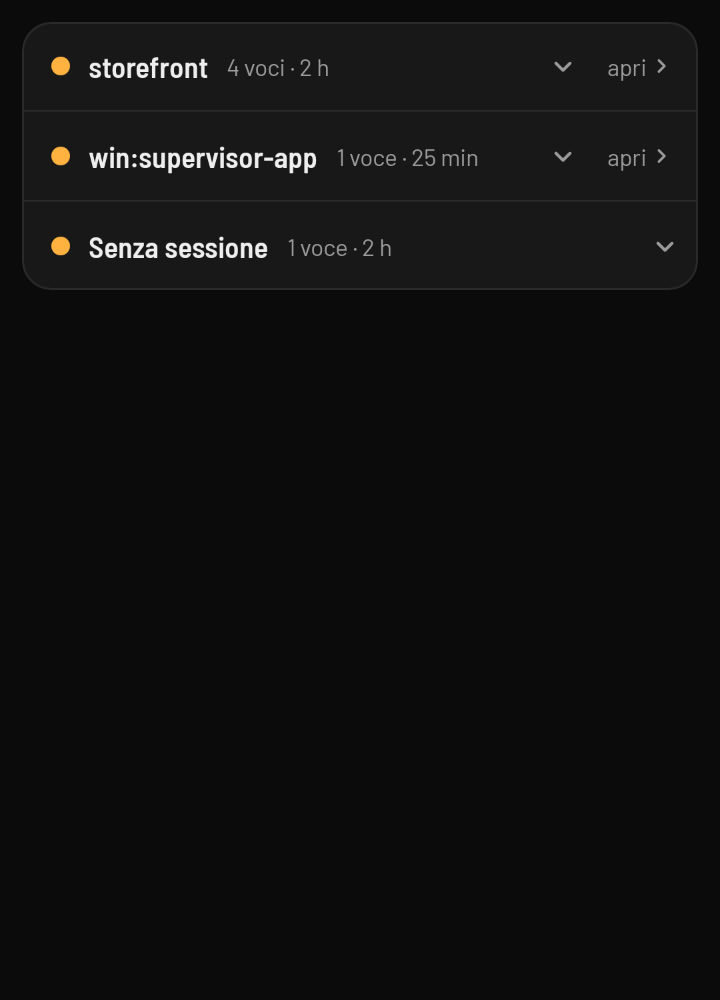 storefront 4 voci · 2 h apri
win:supervisor-app 1 voce · 25 min apri
Senza sessione 1 voce · 2 h